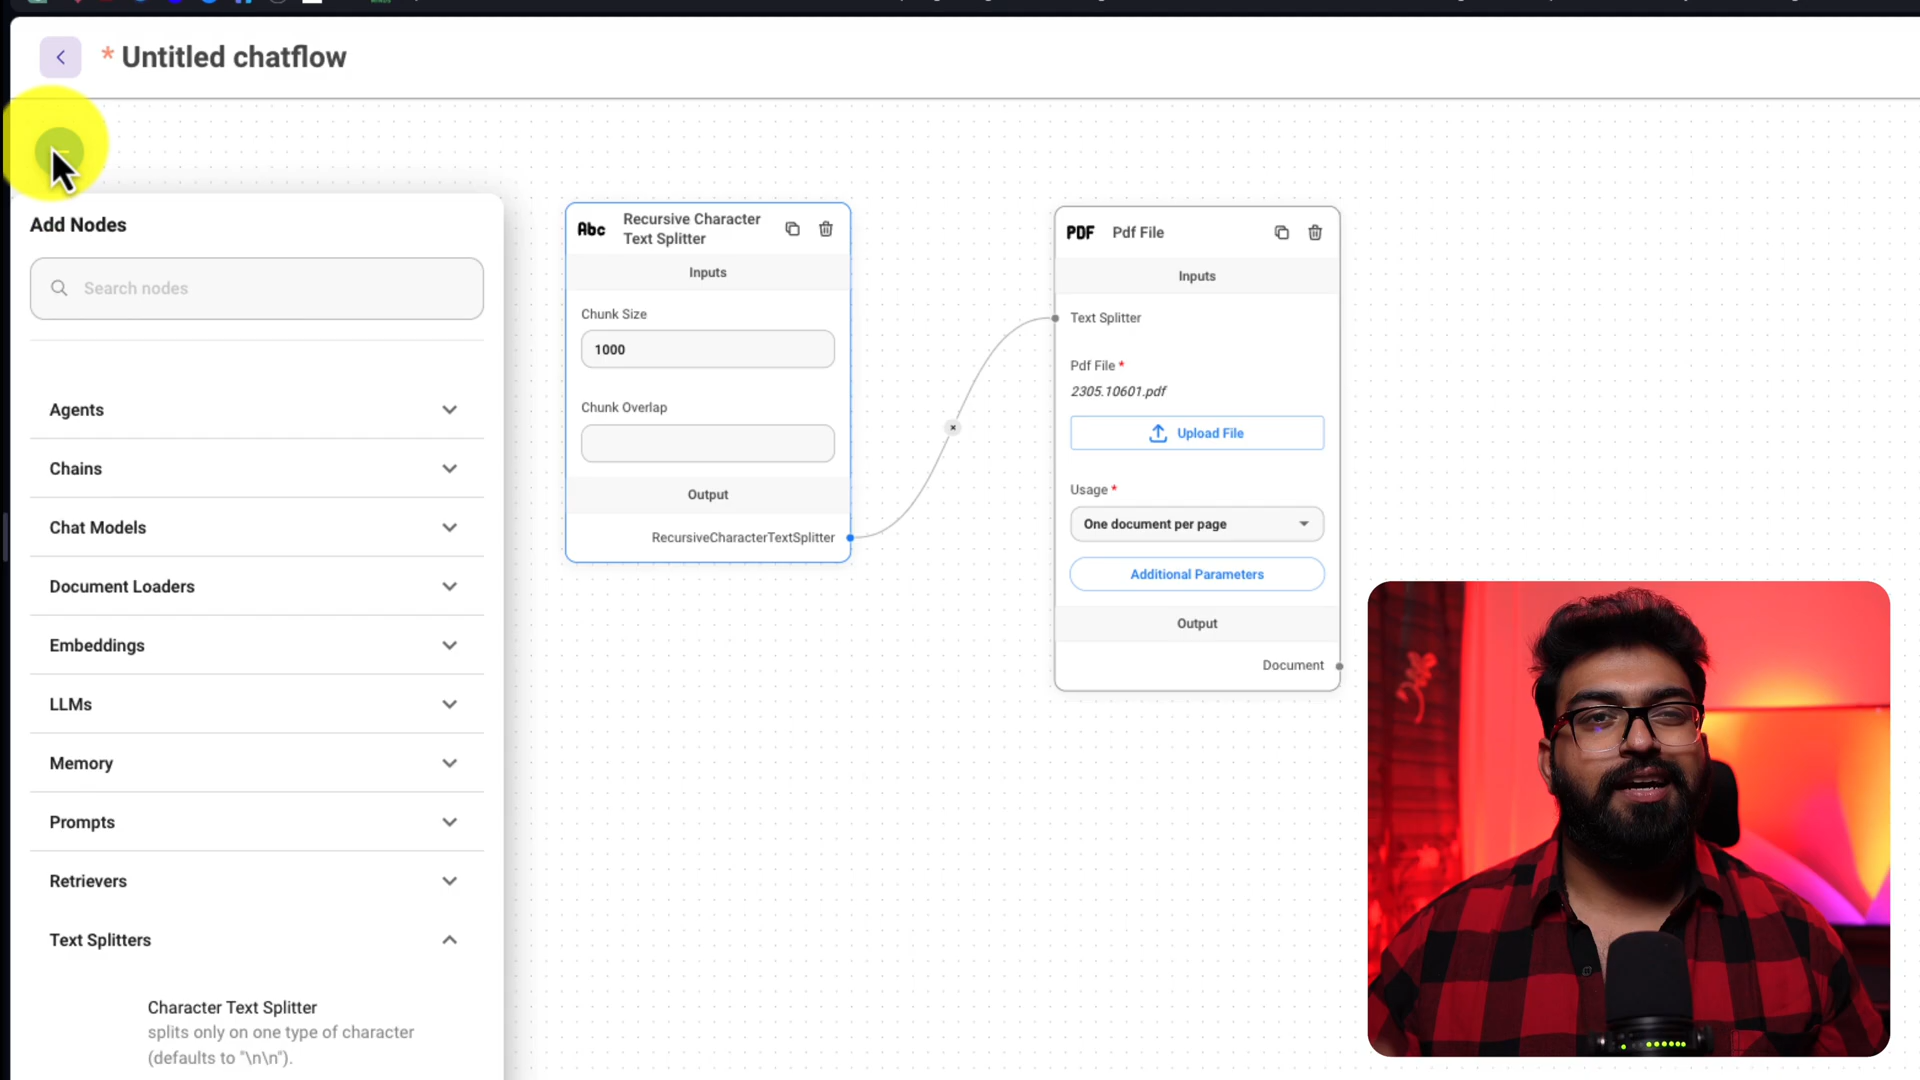 * Untitled chatflow
Add Nodes
Search nodes
Agents
Chains
Chat Models
Document Loaders
Embeddings
LLMs
Memory
Prompts
Retrievers
Text Splitters
Character Text Splitter
splits only on one type of character
(defaults to "\n\n").
Abc
Recursive Character
Text Splitter
Inputs
Chunk Size
1000
Chunk Overlap
Output
RecursiveCharacterTextSplitter
PDF
Pdf File
Inputs
Text Splitter
Pdf File *
2305.10601.pdf
Upload File
Usage *
One document per page
Additional Parameters
Output
Document